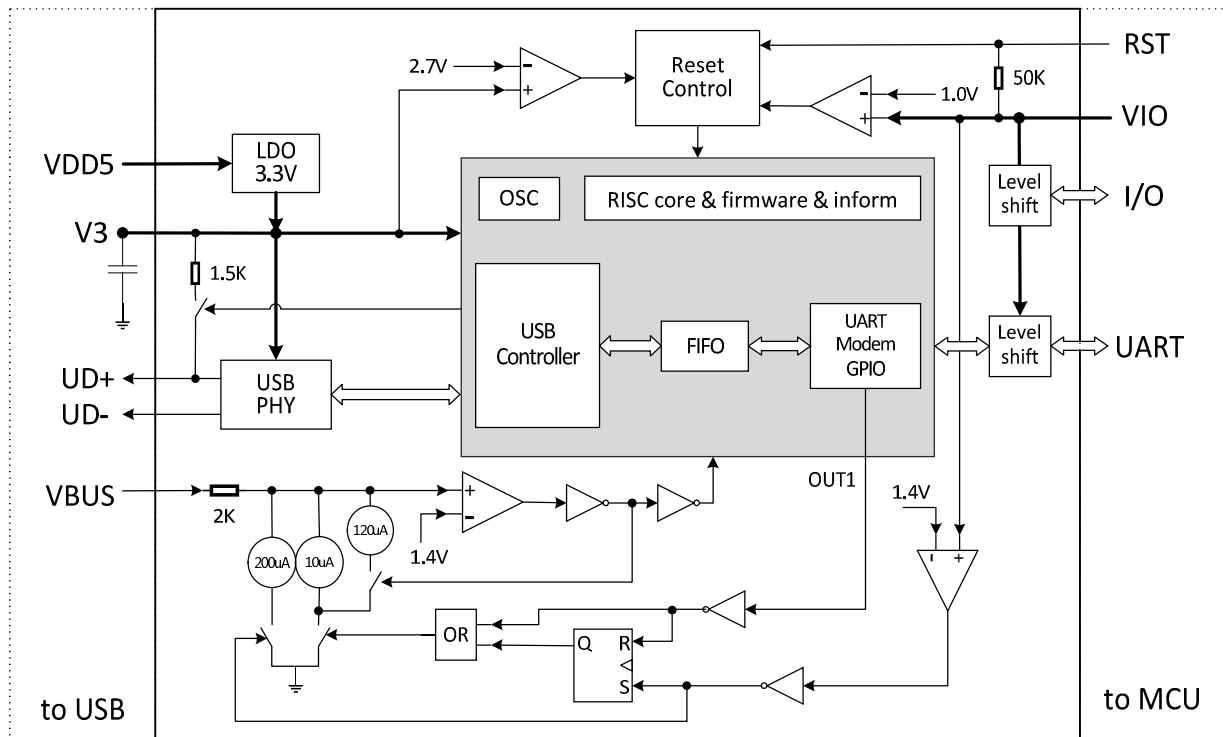 RST
2.7V
-
+
Reset
Control
50K
-
+
1.0V
VIO
VDD5
LDO
3.3V
OSC
RISC core & firmware & inform
Level
shift
I/O
V3
1.5K
USB
Controller
FIFO
UART
Modem
GPIO
Level
shift
UART
UD+
UD-
USB
PHY
VBUS
2K
+
-
1.4V
120uA
200uA
10uA
OUT1
1.4V
-
+
OR
Q
R
S
to USB
to MCU